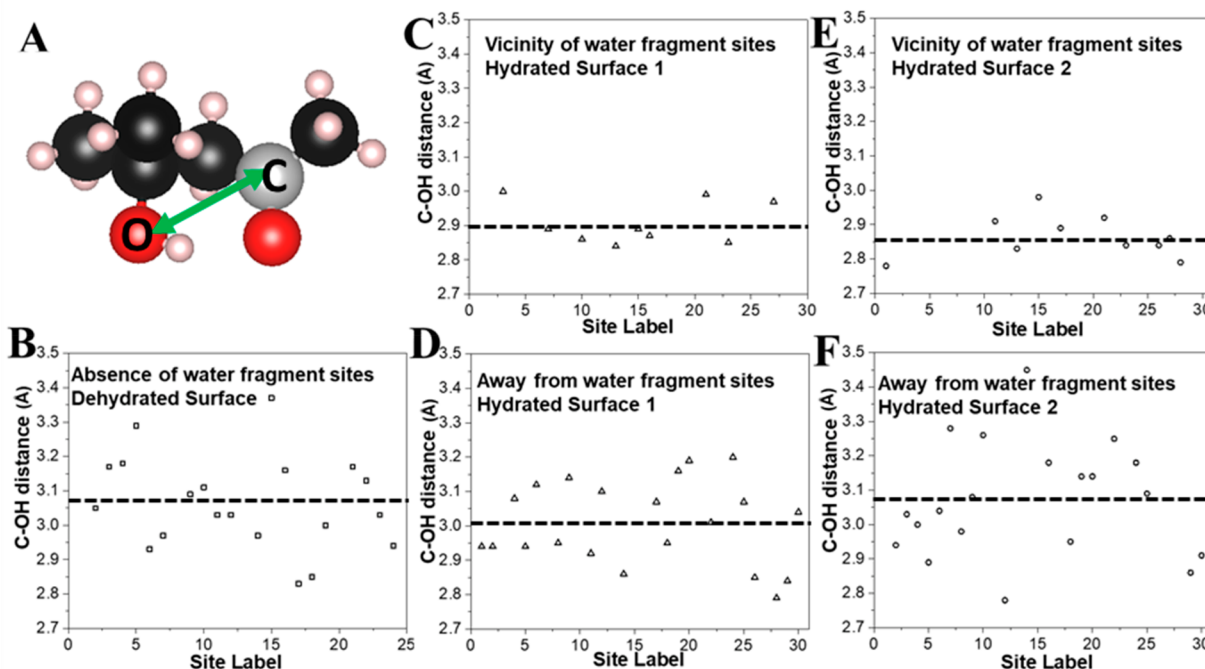 A
O
C
B
3.5
3.4
3.3
3.2
3.1
3.0
2.9
2.8
2.7
C-OH distance (Å)
Absence of water fragment sites
Dehydrated Surface
0 5 10 15 20 25
Site Label
C
3.5
3.4
3.3
3.2
3.1
3.0
2.9
2.8
2.7
C-OH distance (Å)
Vicinity of water fragment sites
Hydrated Surface 1
0 5 10 15 20 25 30
Site Label
D
3.5
3.4
3.3
3.2
3.1
3.0
2.9
2.8
2.7
C-OH distance (Å)
Away from water fragment sites
Hydrated Surface 1
0 5 10 15 20 25 30
Site Label
E
3.5
3.4
3.3
3.2
3.1
3.0
2.9
2.8
2.7
C-OH distance (Å)
Vicinity of water fragment sites
Hydrated Surface 2
0 5 10 15 20 25 30
Site Label
F
3.5
3.4
3.3
3.2
3.1
3.0
2.9
2.8
2.7
C-OH distance (Å)
Away from water fragment sites
Hydrated Surface 2
0 5 10 15 20 25 30
Site Label